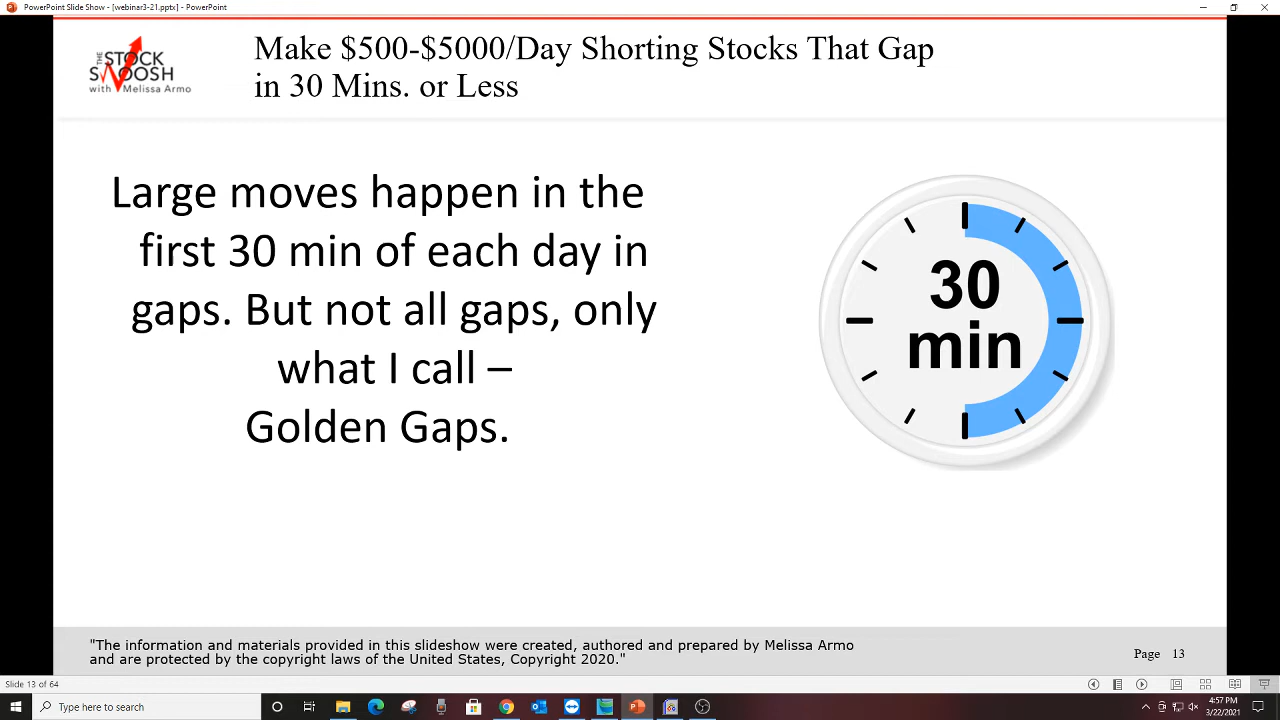 PowerPoint Slide Show - [webinar3-21.pptx] - PowerPoint
THE
STOCK
SWOOSH
with Melissa Armo
Make $500-$5000/Day Shorting Stocks That Gap
in 30 Mins. or Less
Large moves happen in the
first 30 min of each day in
gaps. But not all gaps, only
what I call –
Golden Gaps.
30
min
"The information and materials provided in this slideshow were created, authored and prepared by Melissa Armo
and are protected by the copyright laws of the United States, Copyright 2020."
Page 13
Slide 13 of 64
Type here to search
4:57 PM
3/22/2021